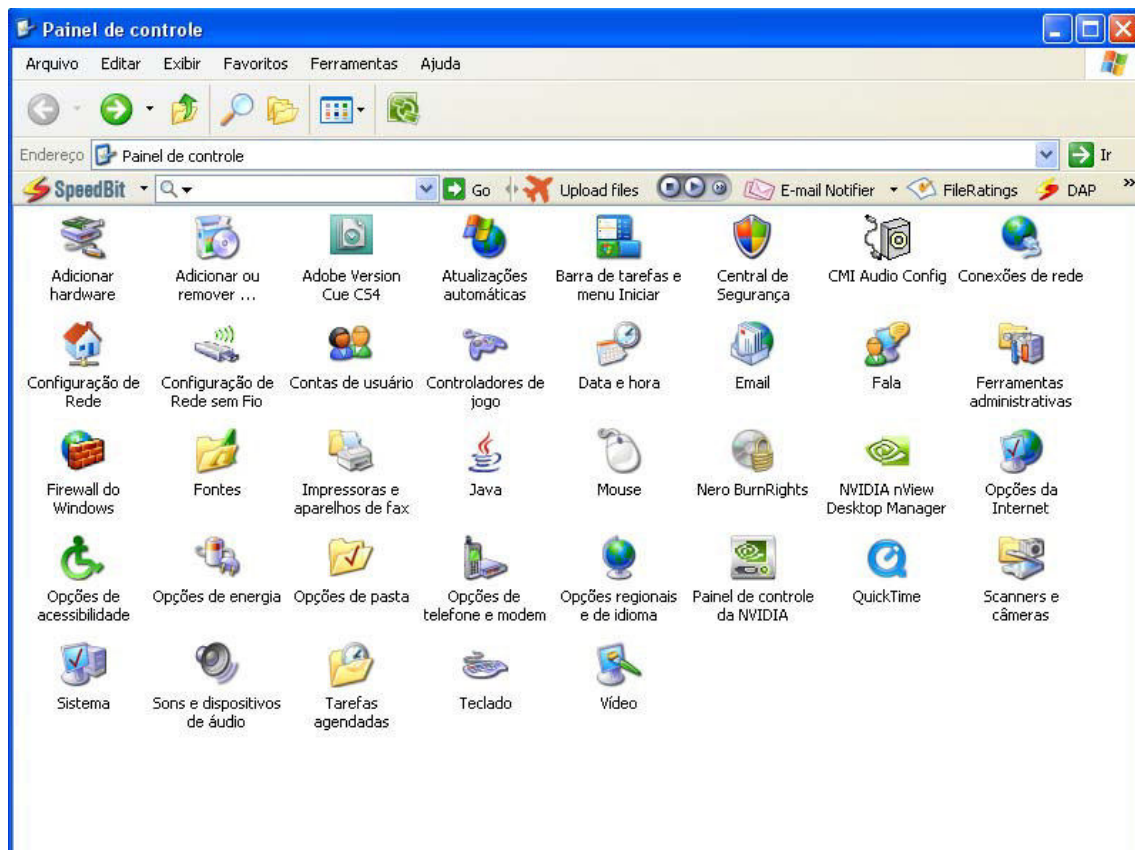 Painel de controle
Arquivo Editar Exibir Favoritos Ferramentas Ajuda
Endereço Painel de controle Ir
SpeedBit Go Upload files E-mail Notifier FileRatings DAP »
Adicionar hardware
Adicionar ou remover ...
Adobe Version Cue CS4
Atualizações automáticas
Barra de tarefas e menu Iniciar
Central de Segurança
CMI Audio Config
Conexões de rede
Configuração de Rede
Configuração de Rede sem Fio
Contas de usuário
Controladores de jogo
Data e hora
Email
Fala
Ferramentas administrativas
Firewall do Windows
Fontes
Impressoras e aparelhos de fax
Java
Mouse
Nero BurnRights
NVIDIA nView Desktop Manager
Opções da Internet
Opções de acessibilidade
Opções de energia
Opções de pasta
Opções de telefone e modem
Opções regionais e de idioma
Painel de controle da NVIDIA
QuickTime
Scanners e câmeras
Sistema
Sons e dispositivos de áudio
Tarefas agendadas
Teclado
Vídeo